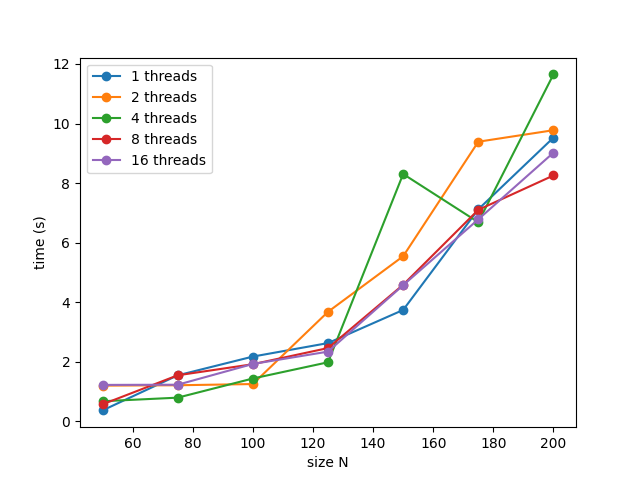 12
10
8
6
4
2
0
time (s)
1 threads
2 threads
4 threads
8 threads
16 threads
60 80 100 120 140 160 180 200
size N